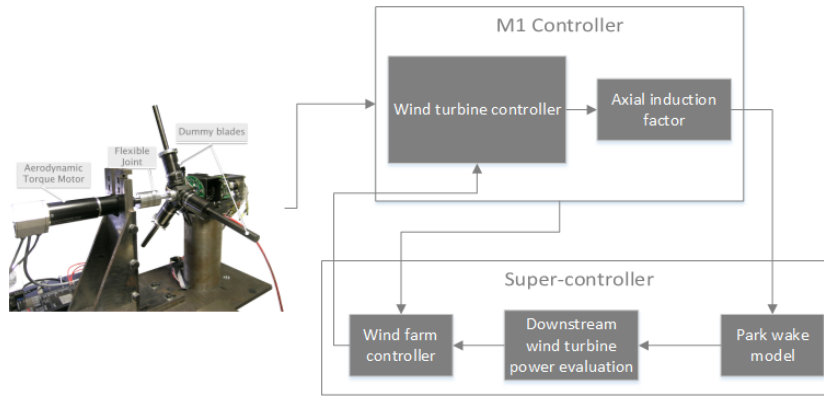 M1 Controller
Wind turbine controller
Axial induction
factor
Dummy blades
Flexible
Joint
Aerodynamic
Torque Motor
Super-controller
Wind farm
controller
Downstream
wind turbine
power evaluation
Park wake
model